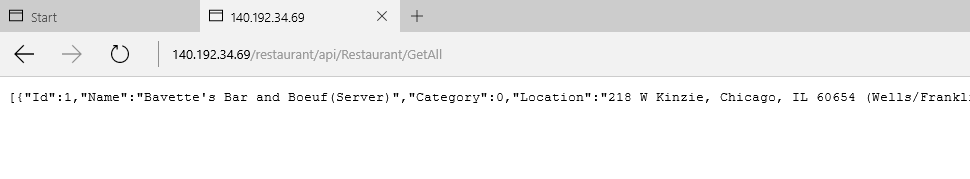 Start
140.192.34.69
140.192.34.69/restaurant/api/Restaurant/GetAll
[{"Id":1,"Name":"Bavette's Bar and Boeuf(Server)","Category":0,"Location":"218 W Kinzie, Chicago, IL 60654 (Wells/Frankl